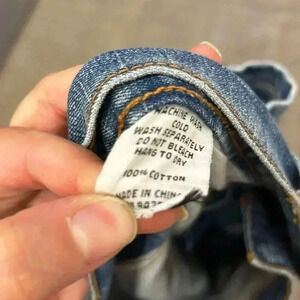 MACHINE WASH
COLD
WASH SEPARATELY
DO NOT BLEACH
HANG TO DRY
100% COTTON
MADE IN CHINA